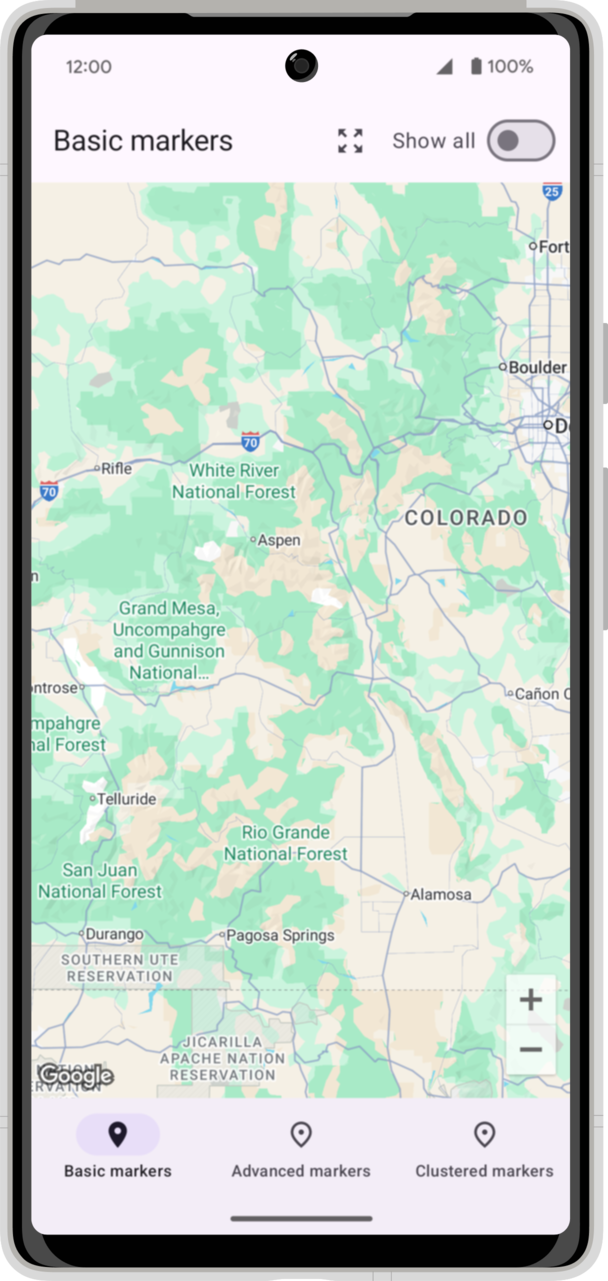 12:00
100%
Basic markers
Show all
25
Fort
Boulder
D
70
Rifle
White River
National Forest
70
COLORADO
Aspen
n
Grand Mesa,
Uncompahgre
and Gunnison
National...
ontrose
Cañon C
mpahgre
nal Forest
Telluride
Rio Grande
National Forest
San Juan
National Forest
Alamosa
Durango
Pagosa Springs
SOUTHERN UTE
RESERVATION
+
−
JICARILLA
APACHE NATION
RESERVATION
Google
Basic markers
Advanced markers
Clustered markers